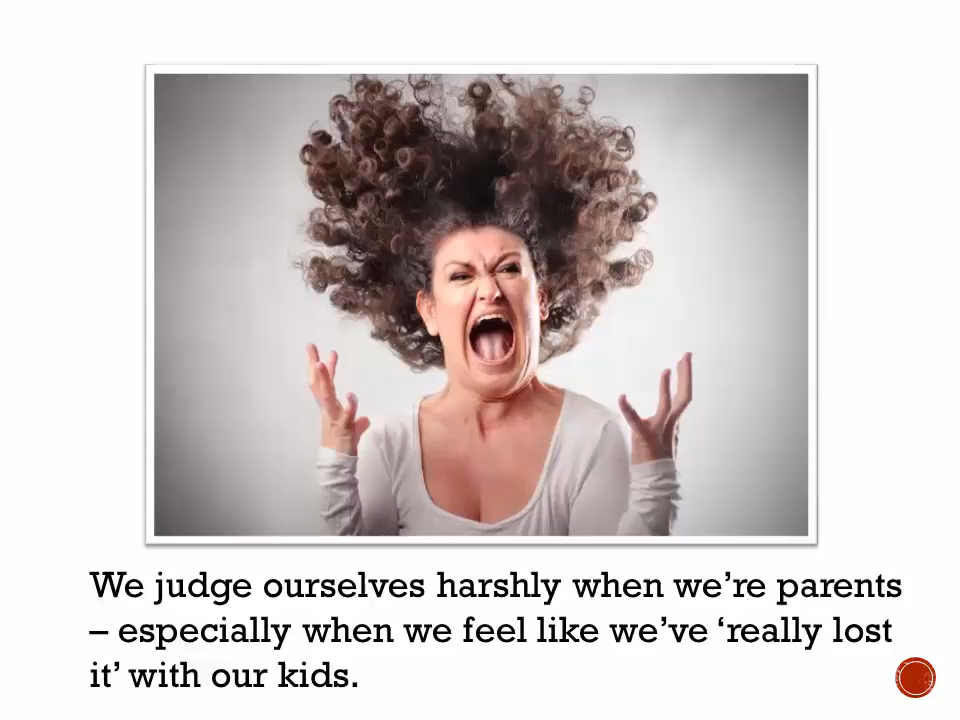 We judge ourselves harshly when we’re parents
– especially when we feel like we’ve ‘really lost
it’ with our kids.